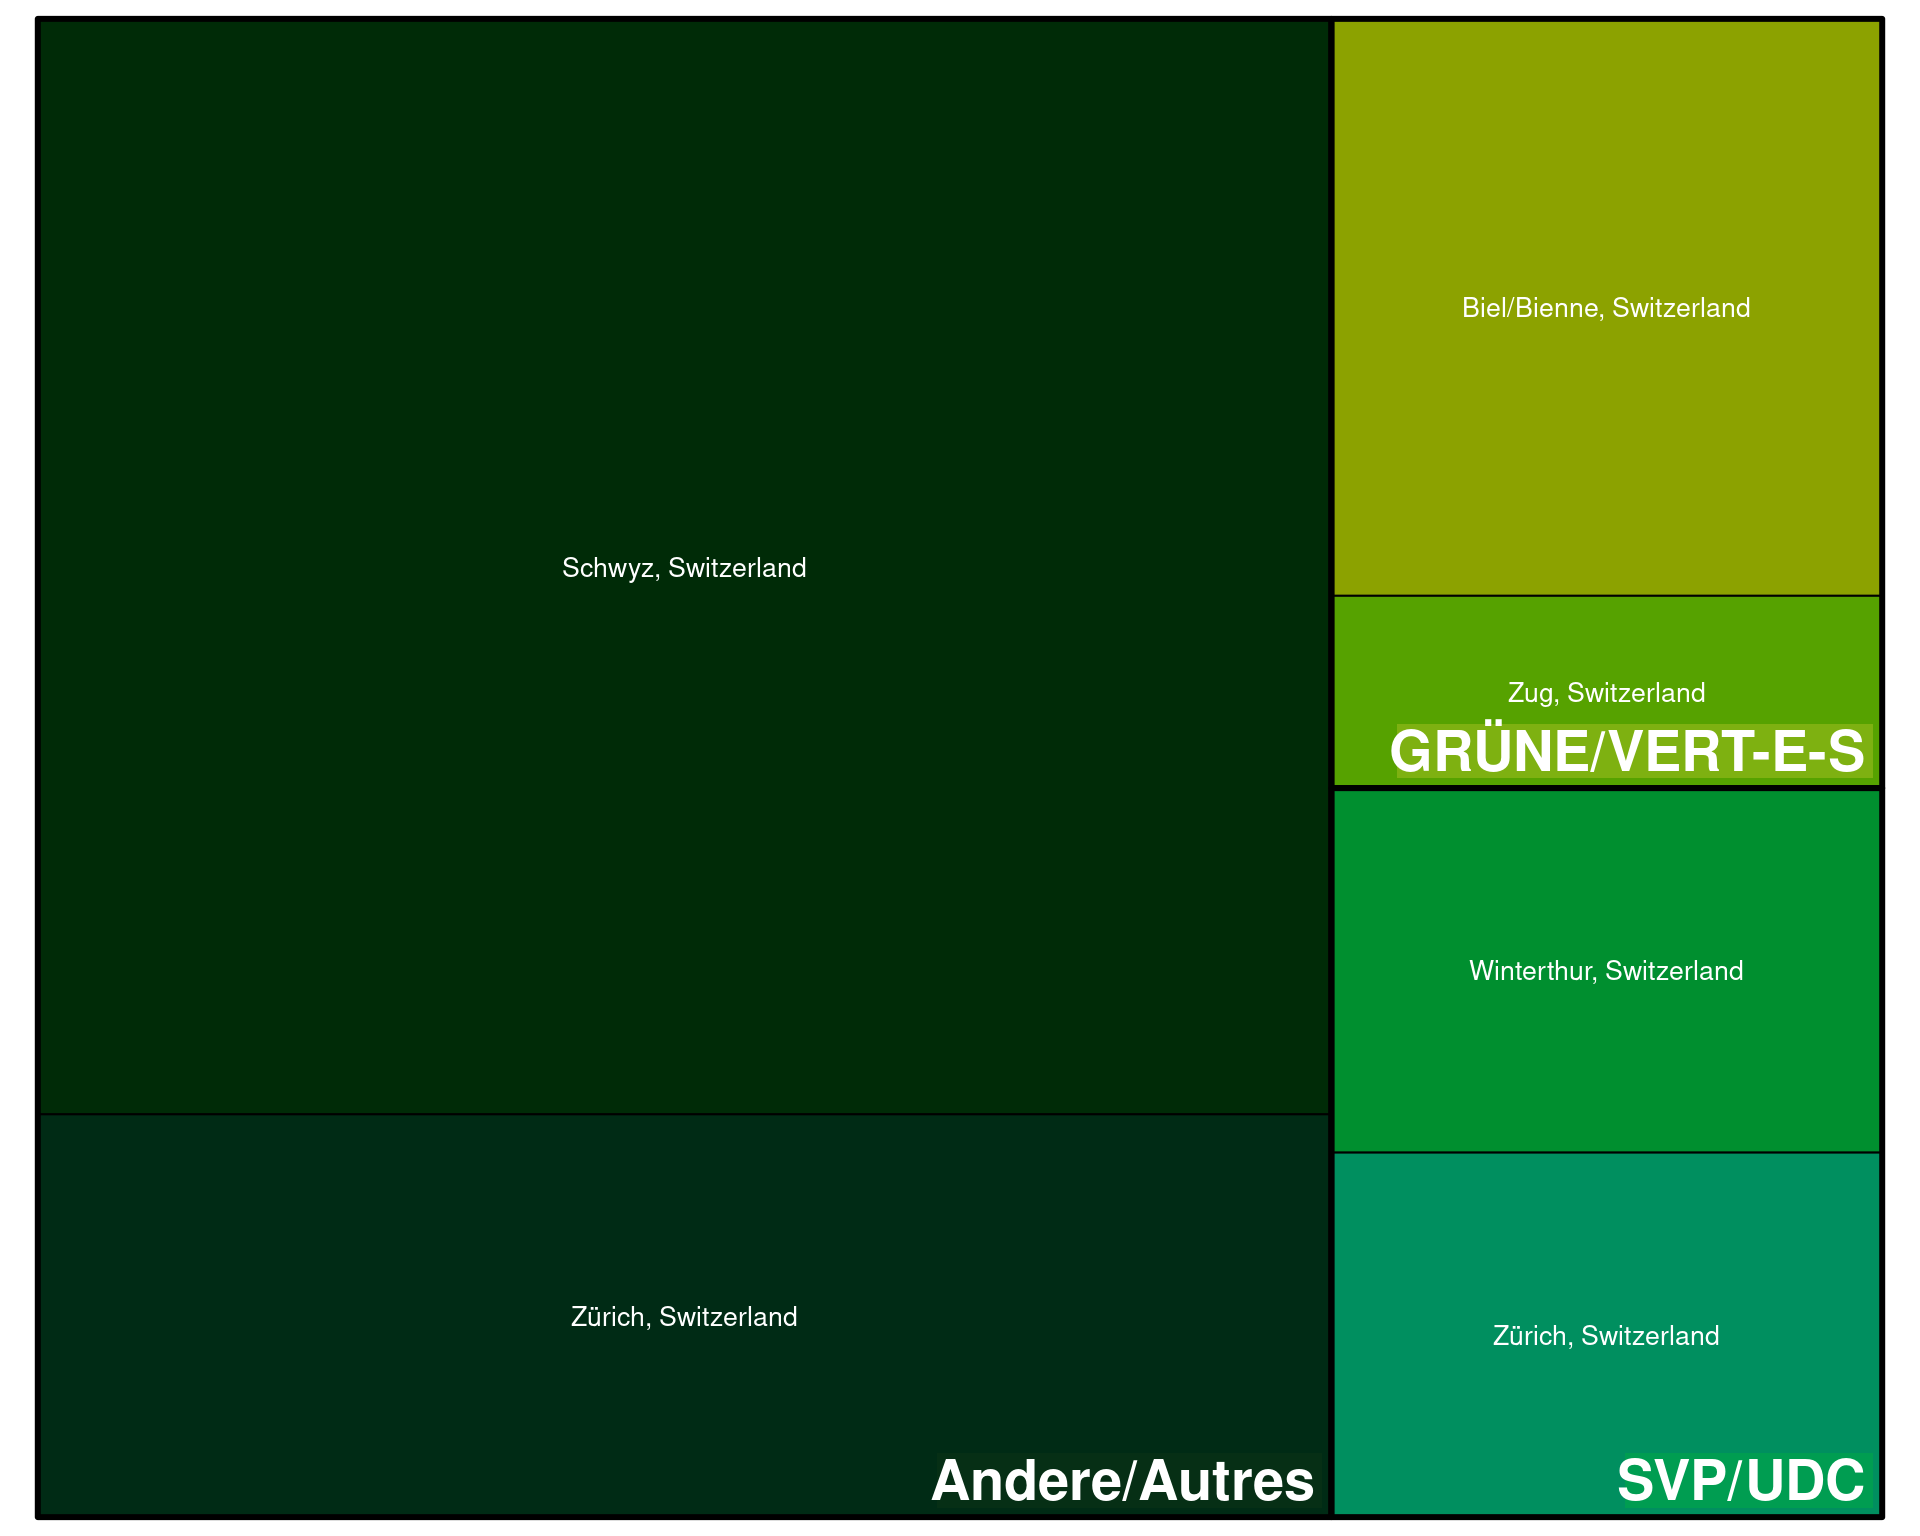 Schwyz, Switzerland
Zürich, Switzerland
Andere/Autres
Biel/Bienne, Switzerland
Zug, Switzerland
GRÜNE/VERT-E-S
Winterthur, Switzerland
Zürich, Switzerland
SVP/UDC